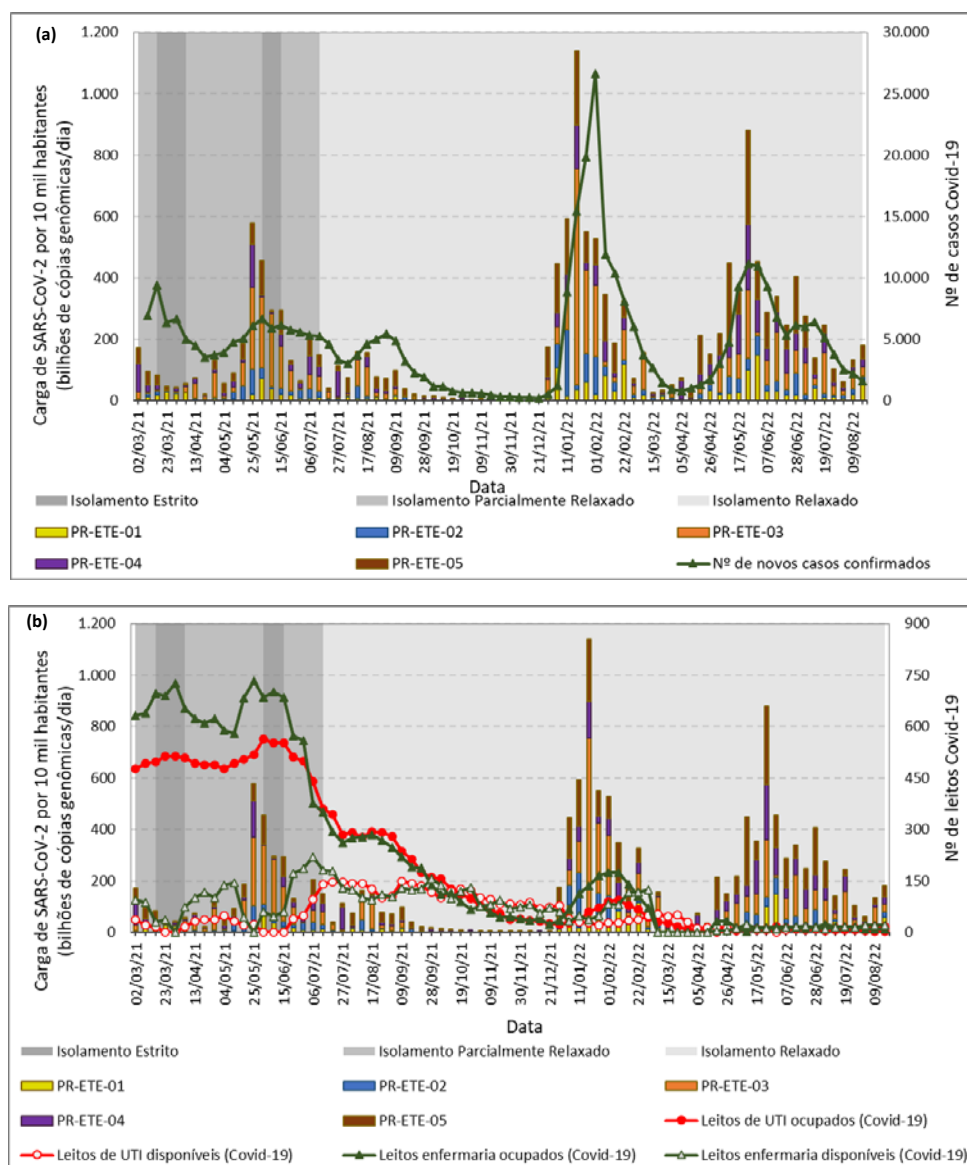 (a)
Carga de SARS-CoV-2 por 10 mil habitantes
(bilhões de cópias genômicas/dia)
1.200
1.000
800
600
400
200
0
30.000
25.000
20.000
15.000
10.000
5.000
0
Nº de casos Covid-19
02/03/21
23/03/21
13/04/21
04/05/21
25/05/21
15/06/21
06/07/21
27/07/21
17/08/21
09/09/21
28/09/21
19/10/21
09/11/21
30/11/21
21/12/21
11/01/22
01/02/22
22/02/22
15/03/22
05/04/22
26/04/22
17/05/22
07/06/22
28/06/22
19/07/22
09/08/22
Data
Isolamento Estrito
Isolamento Parcialmente Relaxado
Isolamento Relaxado
PR-ETE-01
PR-ETE-02
PR-ETE-03
PR-ETE-04
PR-ETE-05
Nº de novos casos confirmados
(b)
Carga de SARS-CoV-2 por 10 mil habitantes
(bilhões de cópias genômicas/dia)
1.200
1.000
800
600
400
200
0
900
750
600
450
300
150
0
Nº de leitos Covid-19
02/03/21
23/03/21
13/04/21
04/05/21
25/05/21
15/06/21
06/07/21
27/07/21
17/08/21
09/09/21
28/09/21
19/10/21
09/11/21
30/11/21
21/12/21
11/01/22
01/02/22
22/02/22
15/03/22
05/04/22
26/04/22
17/05/22
07/06/22
28/06/22
19/07/22
09/08/22
Data
Isolamento Estrito
Isolamento Parcialmente Relaxado
Isolamento Relaxado
PR-ETE-01
PR-ETE-02
PR-ETE-03
PR-ETE-04
PR-ETE-05
Leitos de UTI ocupados (Covid-19)
Leitos de UTI disponíveis (Covid-19)
Leitos enfermaria ocupados (Covid-19)
Leitos enfermaria disponíveis (Covid-19)